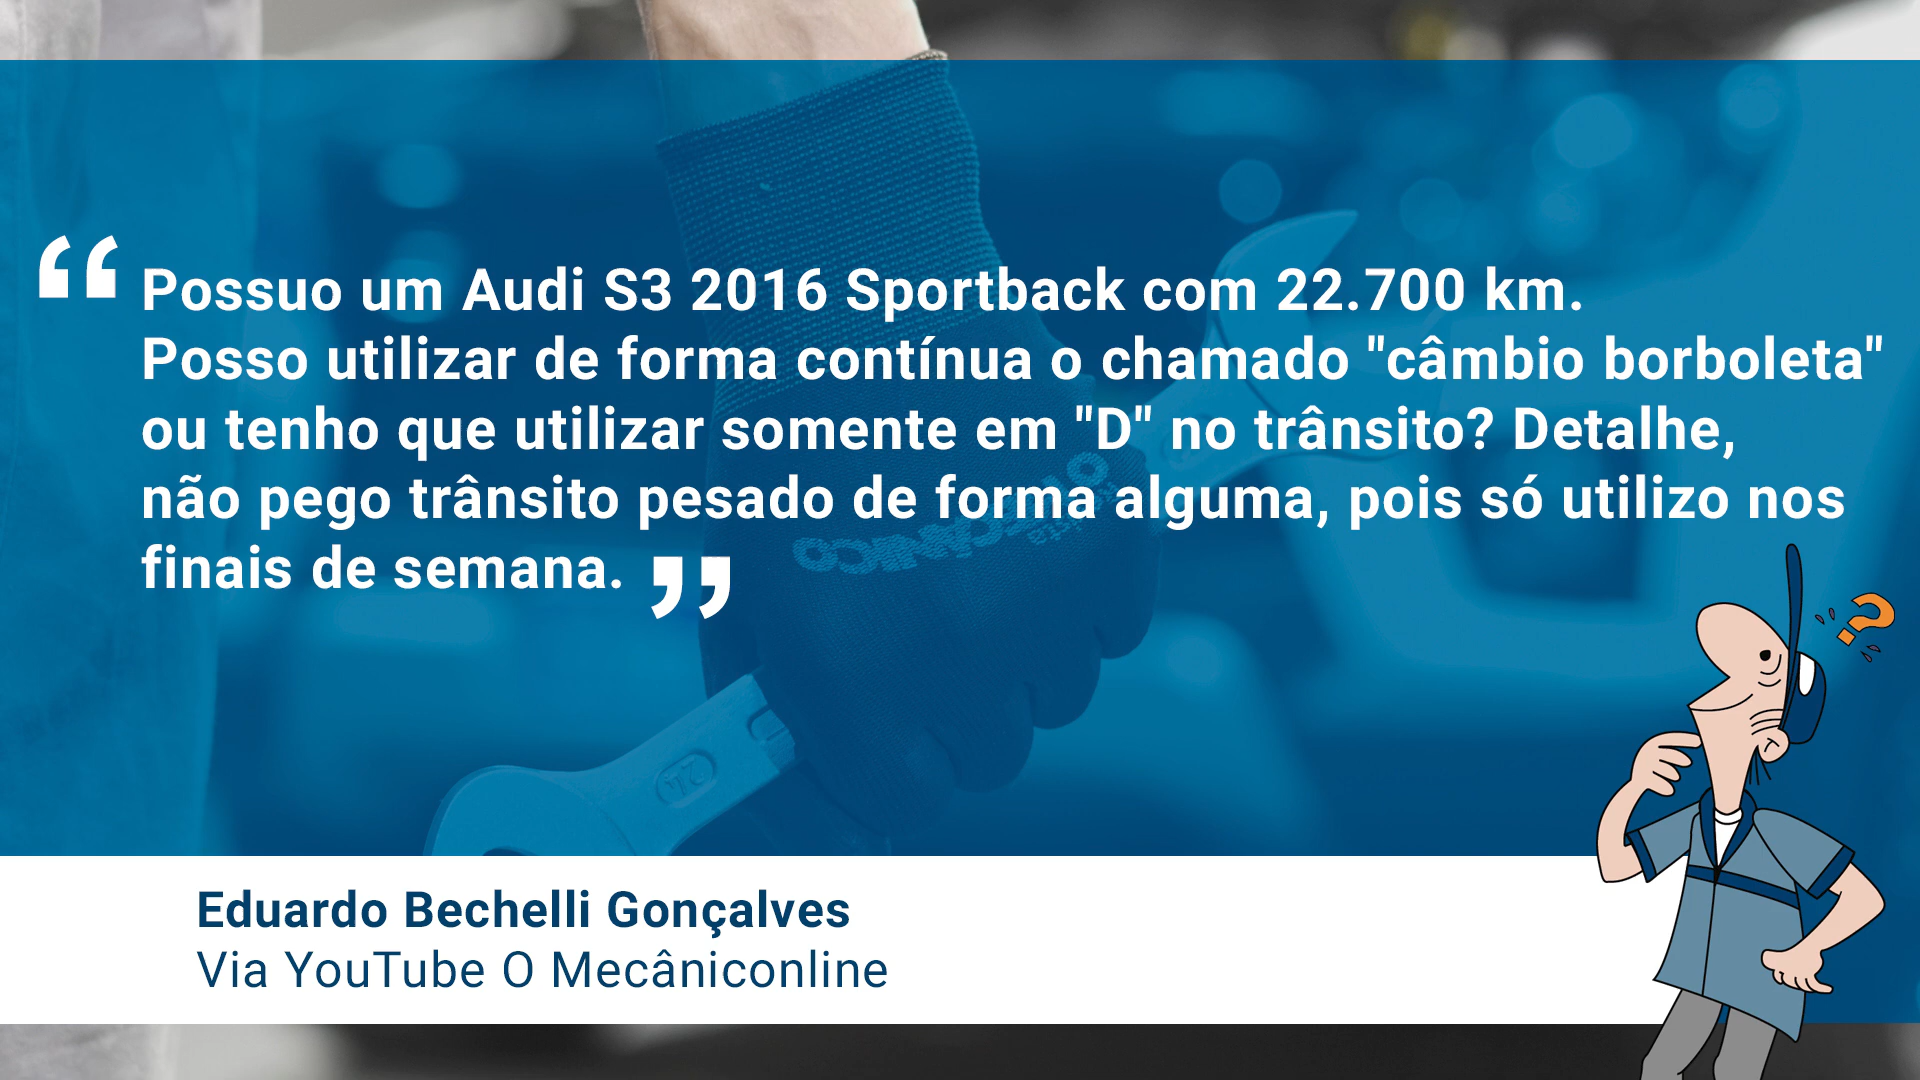 “Possuo um Audi S3 2016 Sportback com 22.700 km.
Posso utilizar de forma contínua o chamado "câmbio borboleta"
ou tenho que utilizar somente em "D" no trânsito? Detalhe,
não pego trânsito pesado de forma alguma, pois só utilizo nos
finais de semana.”
?
Eduardo Bechelli Gonçalves
Via YouTube O Mecâniconline